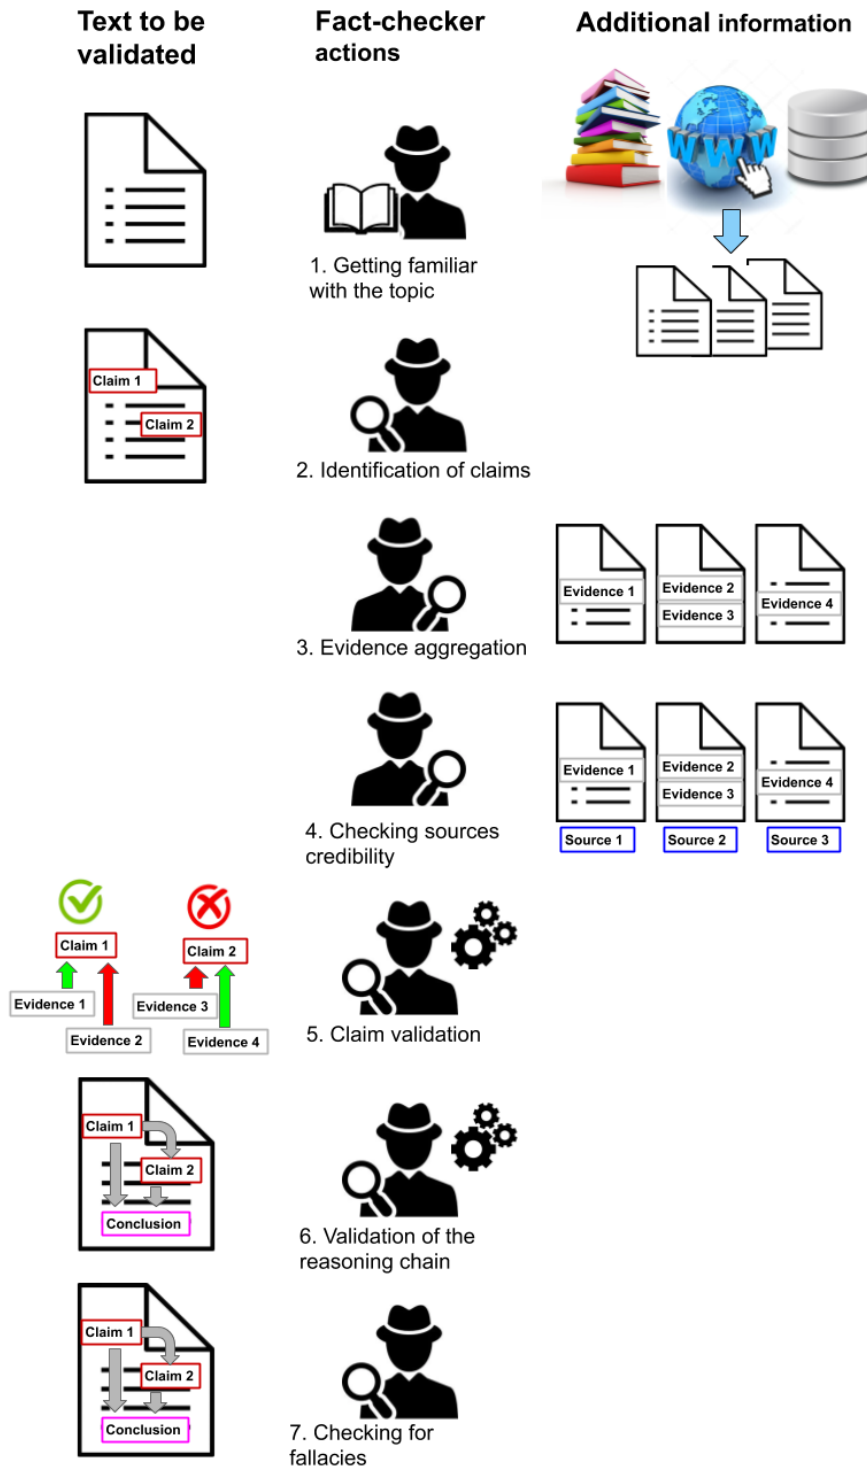 Text to be
validated
Fact-checker
actions
Additional information
WWW
1. Getting familiar
with the topic
Claim 1
Claim 2
2. Identification of claims
Evidence 1
Evidence 2
Evidence 3
Evidence 4
3. Evidence aggregation
Evidence 1
Evidence 2
Evidence 3
Evidence 4
4. Checking sources
credibility
Source 1
Source 2
Source 3
Claim 1
Claim 2
Evidence 1
Evidence 3
Evidence 2
Evidence 4
5. Claim validation
Claim 1
Claim 2
Conclusion
6. Validation of the
reasoning chain
Claim 1
Claim 2
Conclusion
7. Checking for
fallacies